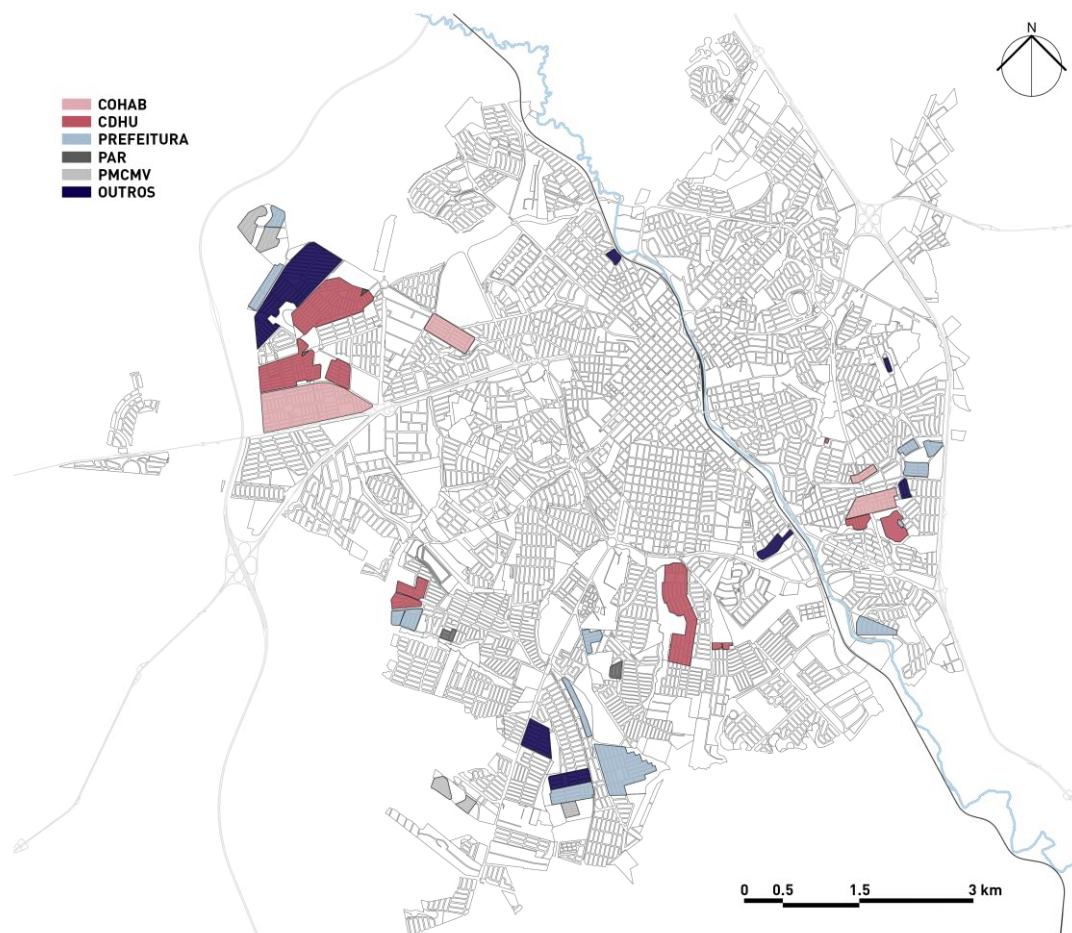 N
COHAB
CDHU
PREFEITURA
PAR
PMCMV
OUTROS
0 0.5 1.5 3 km